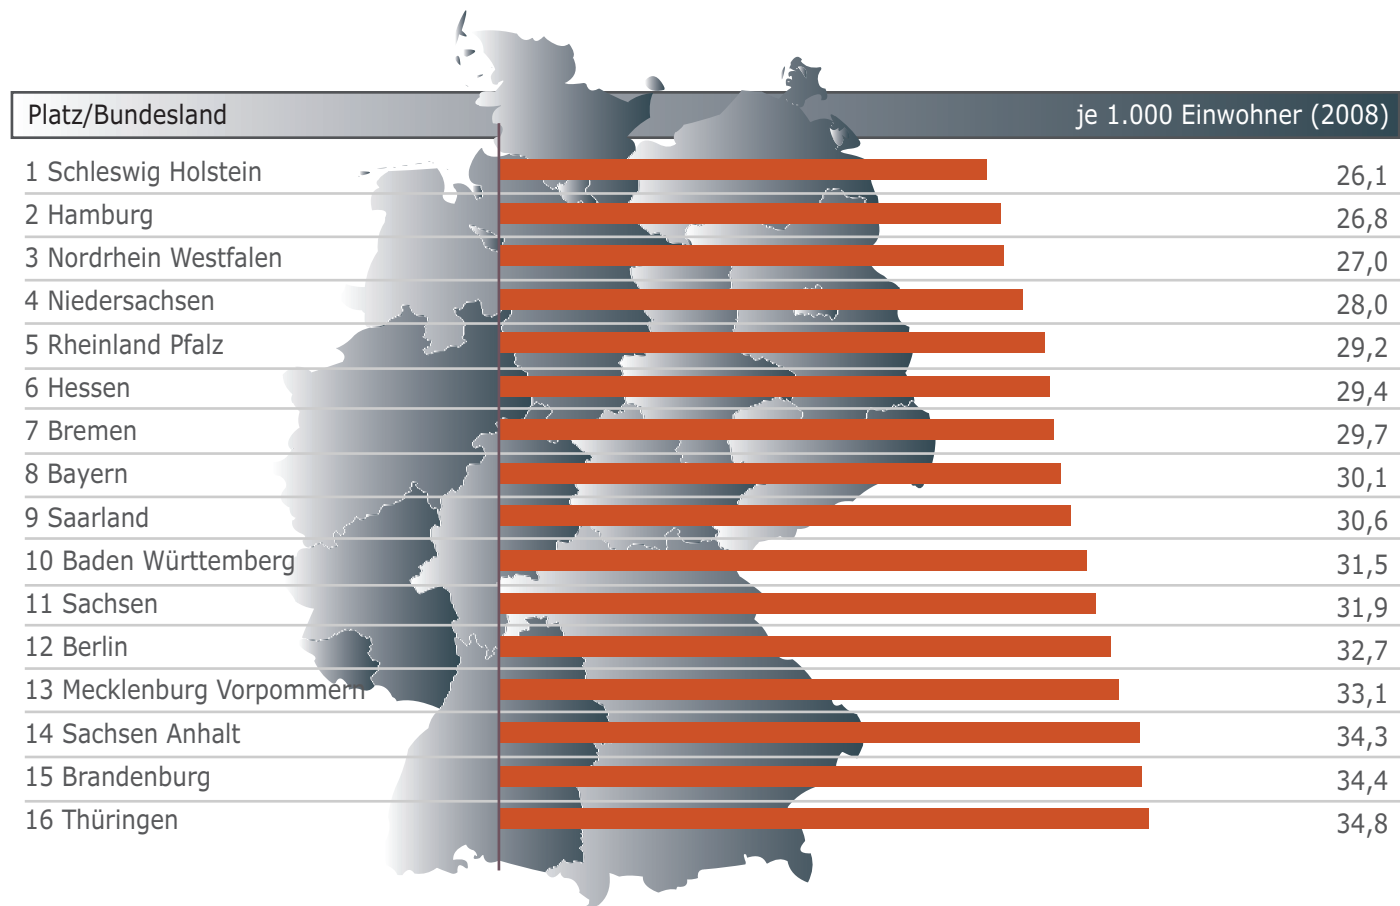 Platz/Bundesland je 1.000 Einwohner (2008)
1 Schleswig Holstein 26,1
2 Hamburg 26,8
3 Nordrhein Westfalen 27,0
4 Niedersachsen 28,0
5 Rheinland Pfalz 29,2
6 Hessen 29,4
7 Bremen 29,7
8 Bayern 30,1
9 Saarland 30,6
10 Baden Württemberg 31,5
11 Sachsen 31,9
12 Berlin 32,7
13 Mecklenburg Vorpommern 33,1
14 Sachsen Anhalt 34,3
15 Brandenburg 34,4
16 Thüringen 34,8